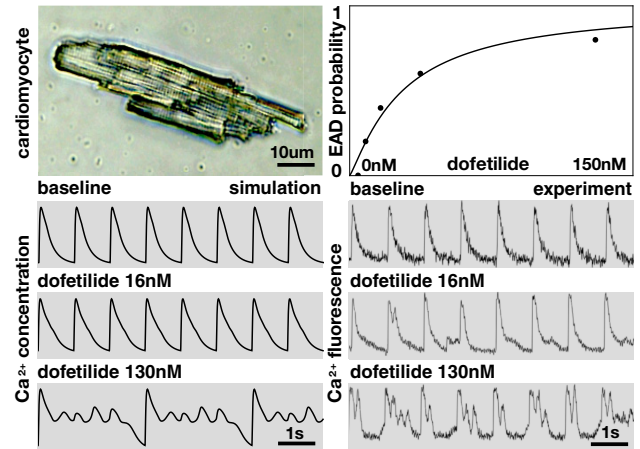 cardiomyocyte
10um
EAD probability
1
0
0nM dofetilide 150nM
baseline simulation
dofetilide 16nM
dofetilide 130nM
Ca²⁺ concentration
1s
baseline experiment
dofetilide 16nM
dofetilide 130nM
Ca²⁺ fluorescence
1s